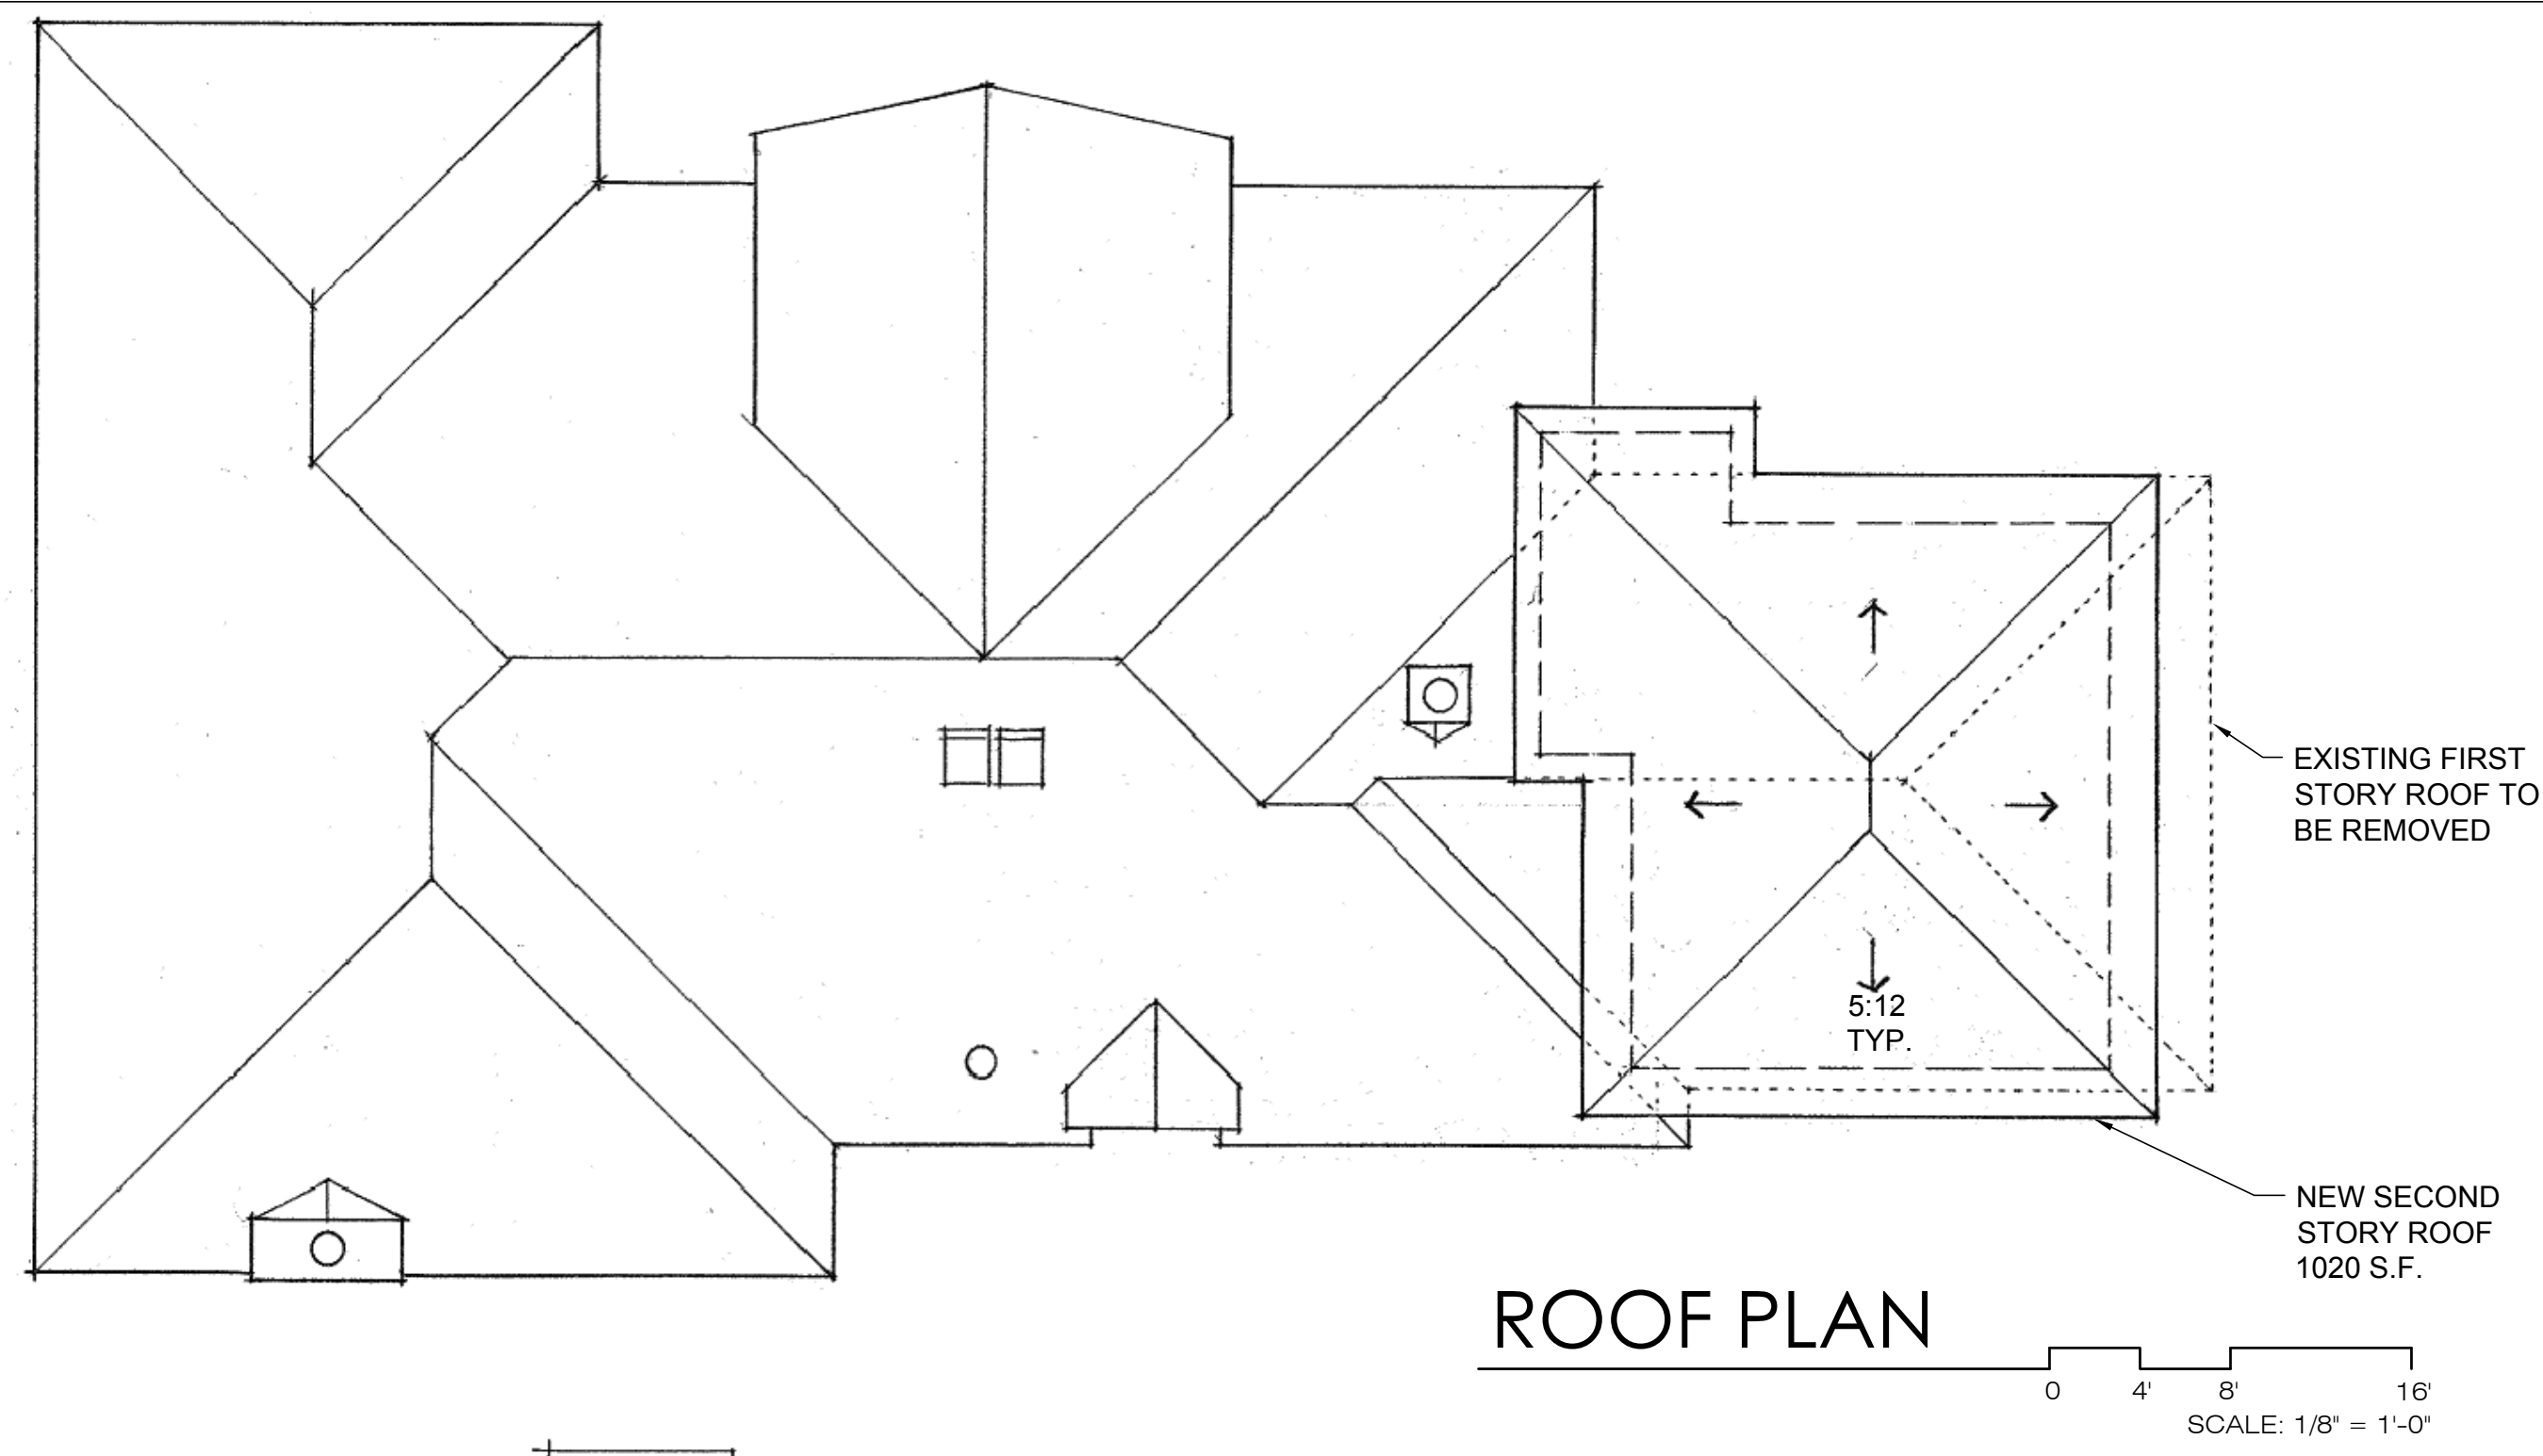 5:12
TYP.
EXISTING FIRST
STORY ROOF TO
BE REMOVED
NEW SECOND
STORY ROOF
1020 S.F.
ROOF PLAN
0 4' 8' 16'
SCALE: 1/8" = 1'-0"